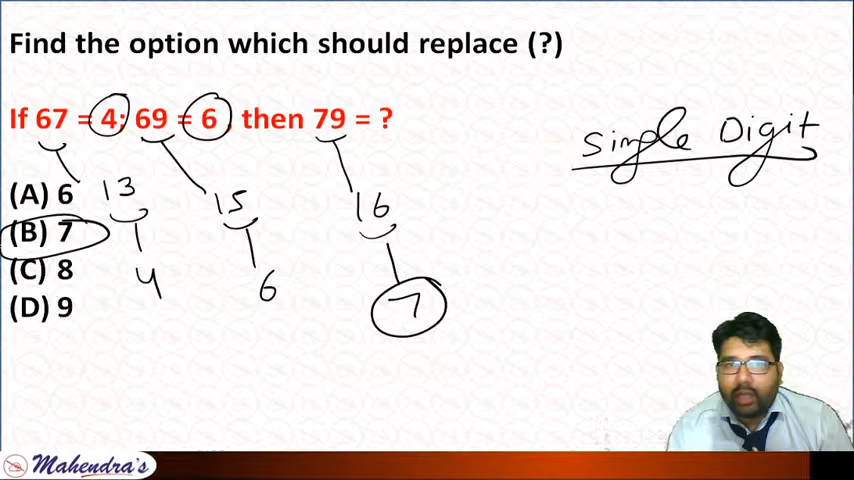 Find the option which should replace (?)
If 67 = 4; 69 = 6, then 79 = ?
Single Digit
(A) 6
13
15
16
(B) 7
(C) 8
4
6
7
(D) 9
Mahendra's